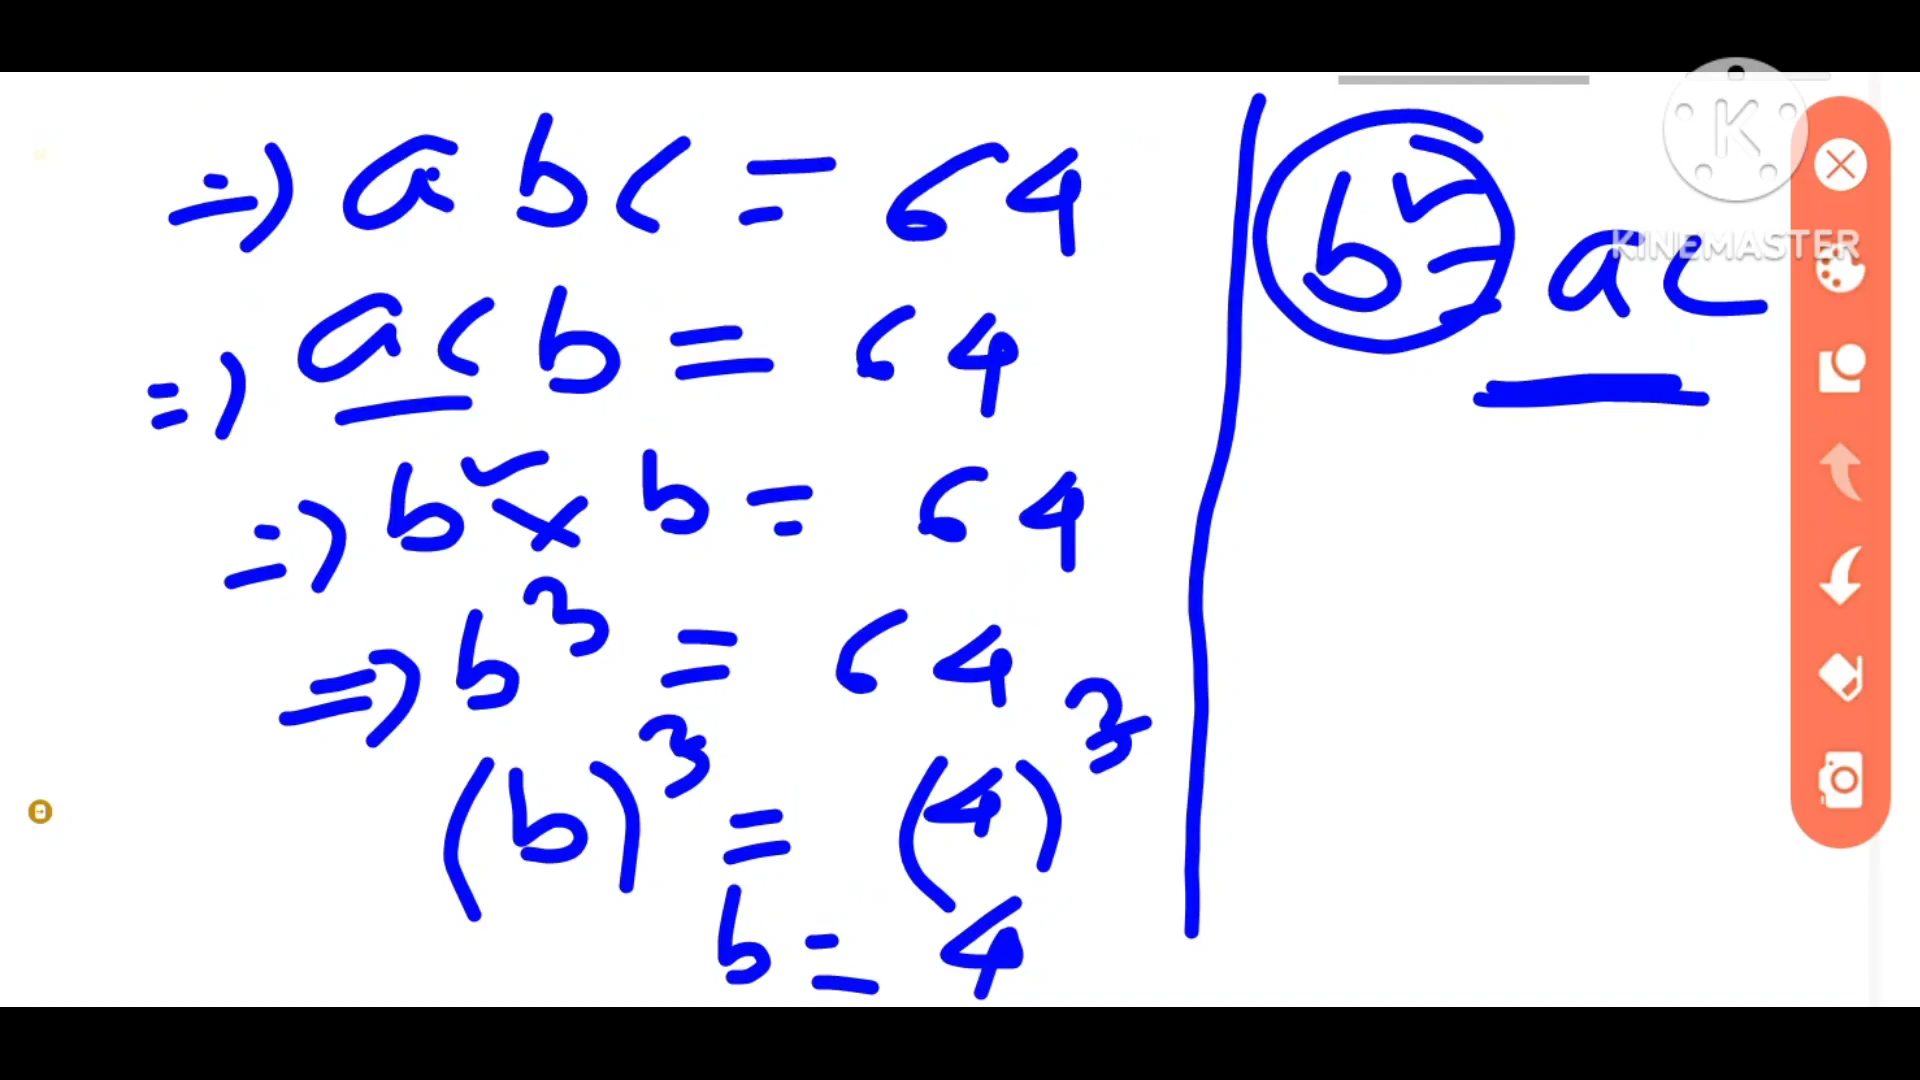 ⇒ abc = 64
⇒ acb = 64
⇒ b² × b = 64
⇒ b³ = 64
(b)³ = (4)³
b = 4
b² = ac
K
KINEMASTER